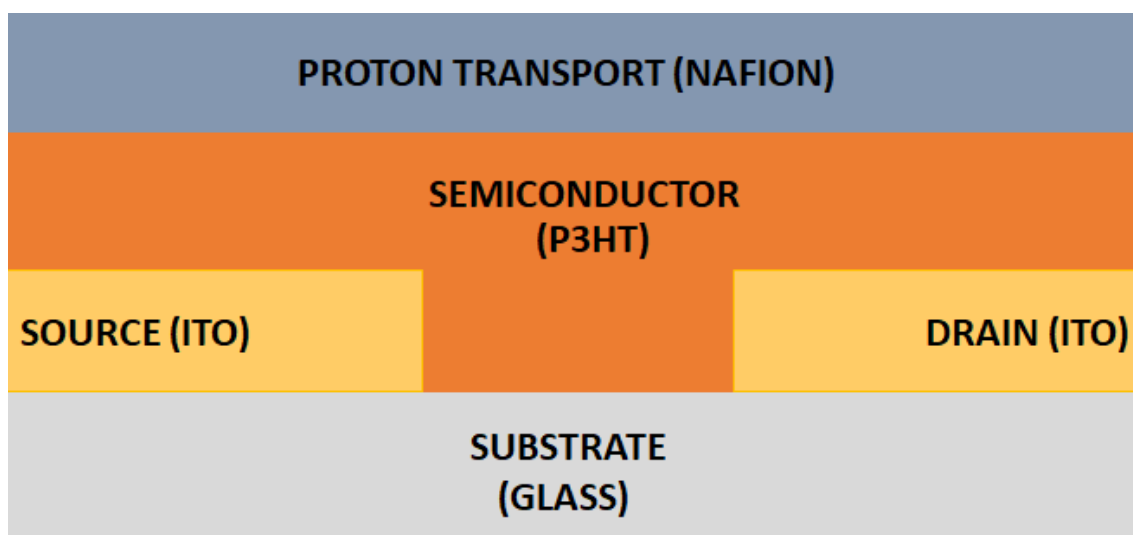 PROTON TRANSPORT (NAFION)
SEMICONDUCTOR
(P3HT)
SOURCE (ITO)
DRAIN (ITO)
SUBSTRATE
(GLASS)